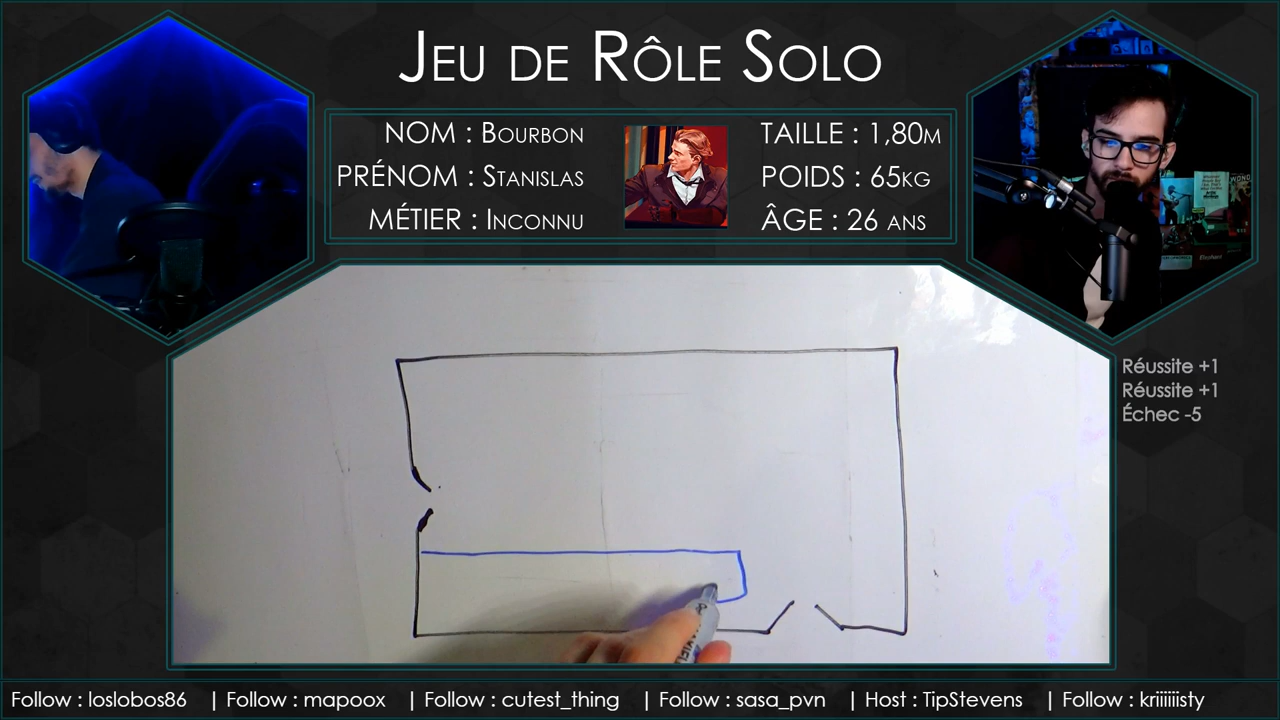 Jeu de Rôle Solo
NOM : Bourbon
PRÉNOM : Stanislas
MÉTIER : Inconnu
TAILLE : 1,80m
POIDS : 65kg
ÂGE : 26 ans
Réussite +1
Réussite +1
Échec -5
Follow : loslobos86 | Follow : mapoox | Follow : cutest_thing | Follow : sasa_pvn | Host : TipStevens | Follow : kriiiiiisty